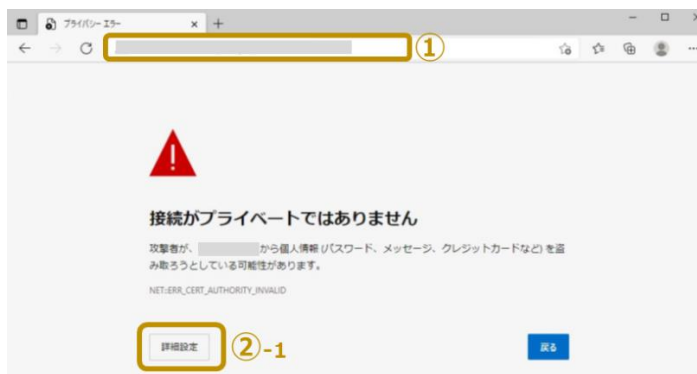 プライバシー エラー
①
接続がプライベートではありません
攻撃者が、 から個人情報 (パスワード、メッセージ、クレジットカードなど) を盗
み取ろうとしている可能性があります。
NET::ERR_CERT_AUTHORITY_INVALID
詳細設定
②-1
戻る